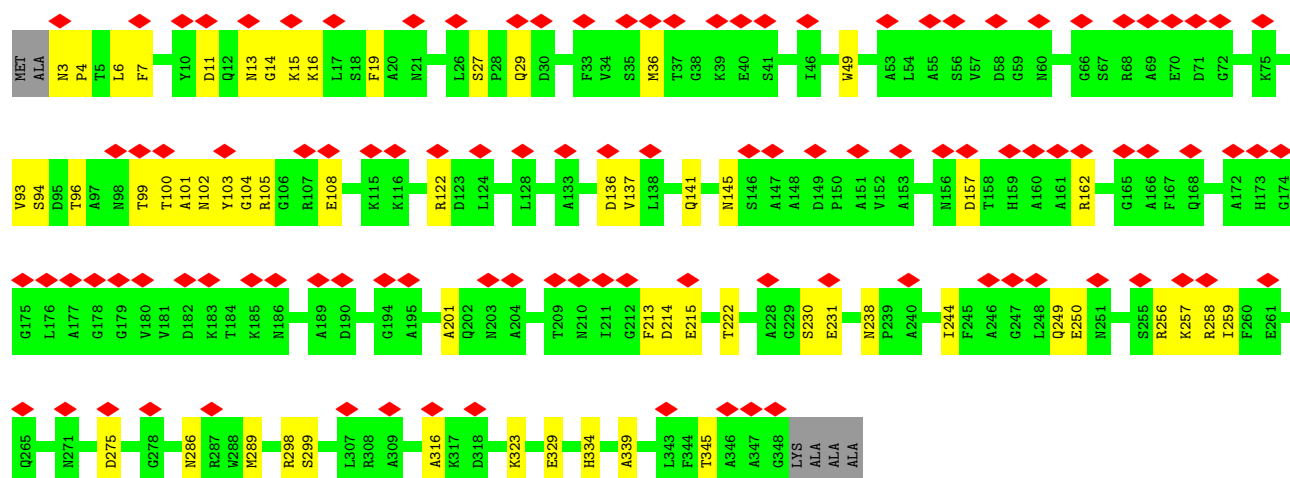 MET ALA N3 P4 T5 L6 F7 Y10 D11 Q12 N13 G14 K15 K16 L17 S18 F19 A20 N21 L26 S27 P28 Q29 D30 F33 V34 S35 M36 T37 G38 K39 E40 S41 I46 W49 A53 L54 A55 S56 V57 D58 G59 N60 G66 S67 R68 A69 E70 D71 G72 K75
V93 S94 D95 T96 A97 N98 T99 T100 A101 N102 Y103 G104 R105 G106 R107 E108 K115 K116 R122 D123 L124 L128 A133 D136 V137 L138 Q141 N145 S146 A147 A148 D149 P150 A151 V152 A153 N156 D157 T158 H159 A160 A161 R162 G165 A166 F167 Q168 A172 H173 G174
G175 L176 A177 G178 G179 V180 V181 D182 K183 T184 K185 N186 A189 D190 G194 A195 A201 Q202 N203 A204 T209 N210 I211 G212 F213 D214 E215 T222 A228 G229 S230 E231 N238 P239 A240 I244 F245 A246 G247 L248 Q249 E250 N251 S255 R256 K257 R258 I259 F260 E261
Q265 N271 D275 G278 N286 R287 W288 M289 R298 S299 L307 R308 A309 A316 K317 D318 K323 E329 H334 A339 L343 F344 T345 A346 A347 G348 LYS ALA ALA ALA